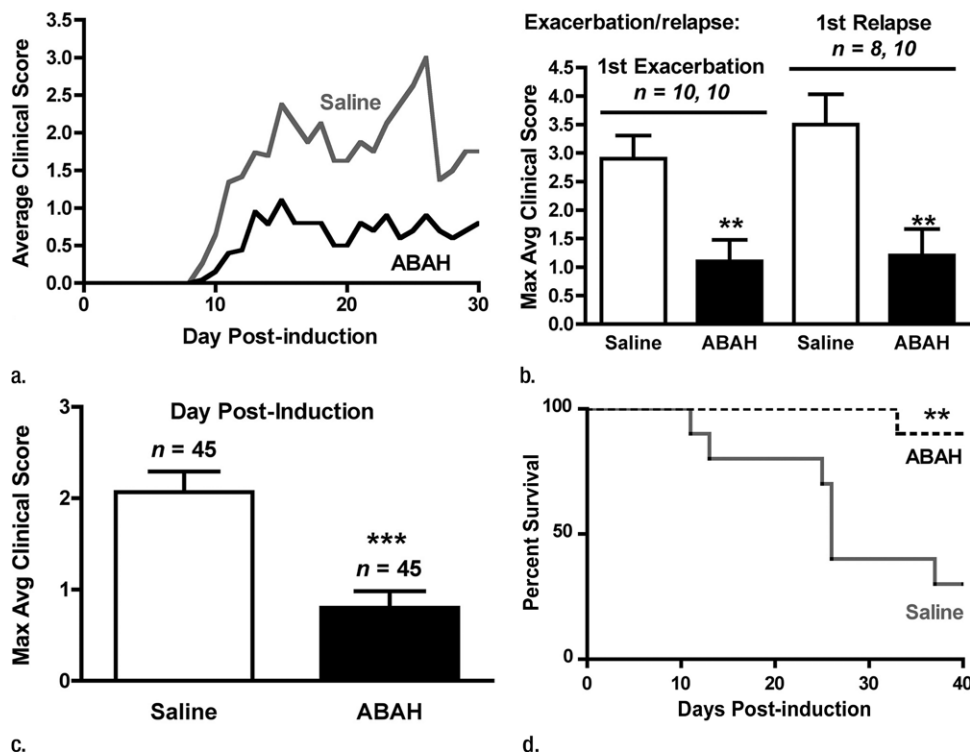 3.5
3.0
2.5
2.0
1.5
1.0
0.5
0.0
Average Clinical Score
Saline
ABAH
0 10 20 30
Day Post-induction
a.
Exacerbation/relapse:
1st Relapse
n = 8, 10
1st Exacerbation
n = 10, 10
4.5
4.0
3.5
3.0
2.5
2.0
1.5
1.0
0.5
0.0
Max Avg Clinical Score
**
**
Saline ABAH Saline ABAH
b.
Day Post-Induction
3
2
1
0
Max Avg Clinical Score
n = 45
***
n = 45
Saline ABAH
c.
100
50
0
Percent Survival
**
ABAH
Saline
0 10 20 30 40
Days Post-induction
d.